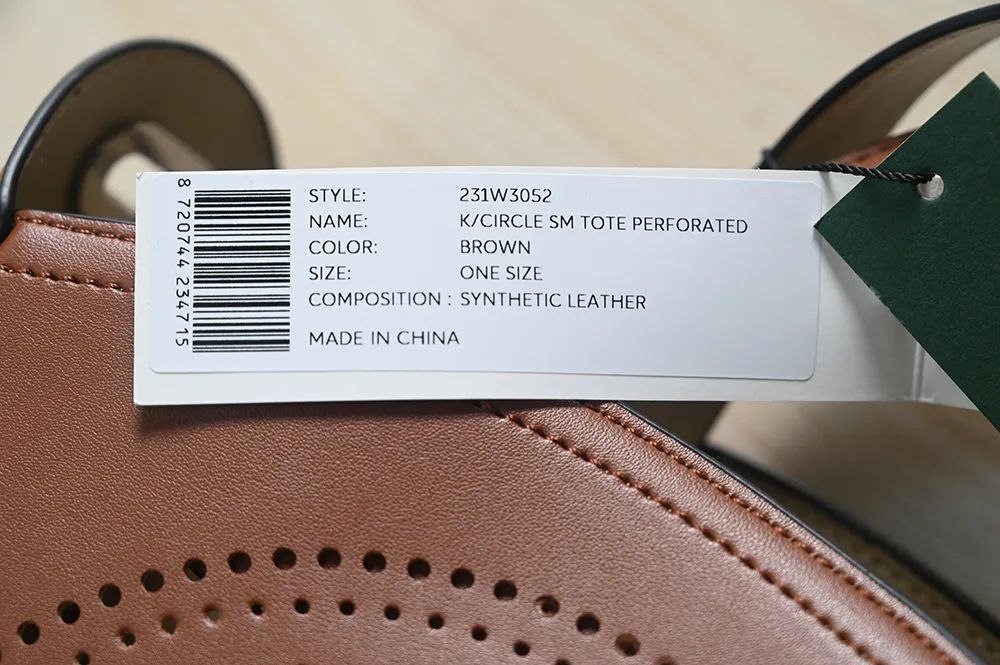 8 720744 234715
STYLE: 231W3052
NAME: K/CIRCLE SM TOTE PERFORATED
COLOR: BROWN
SIZE: ONE SIZE
COMPOSITION : SYNTHETIC LEATHER
MADE IN CHINA